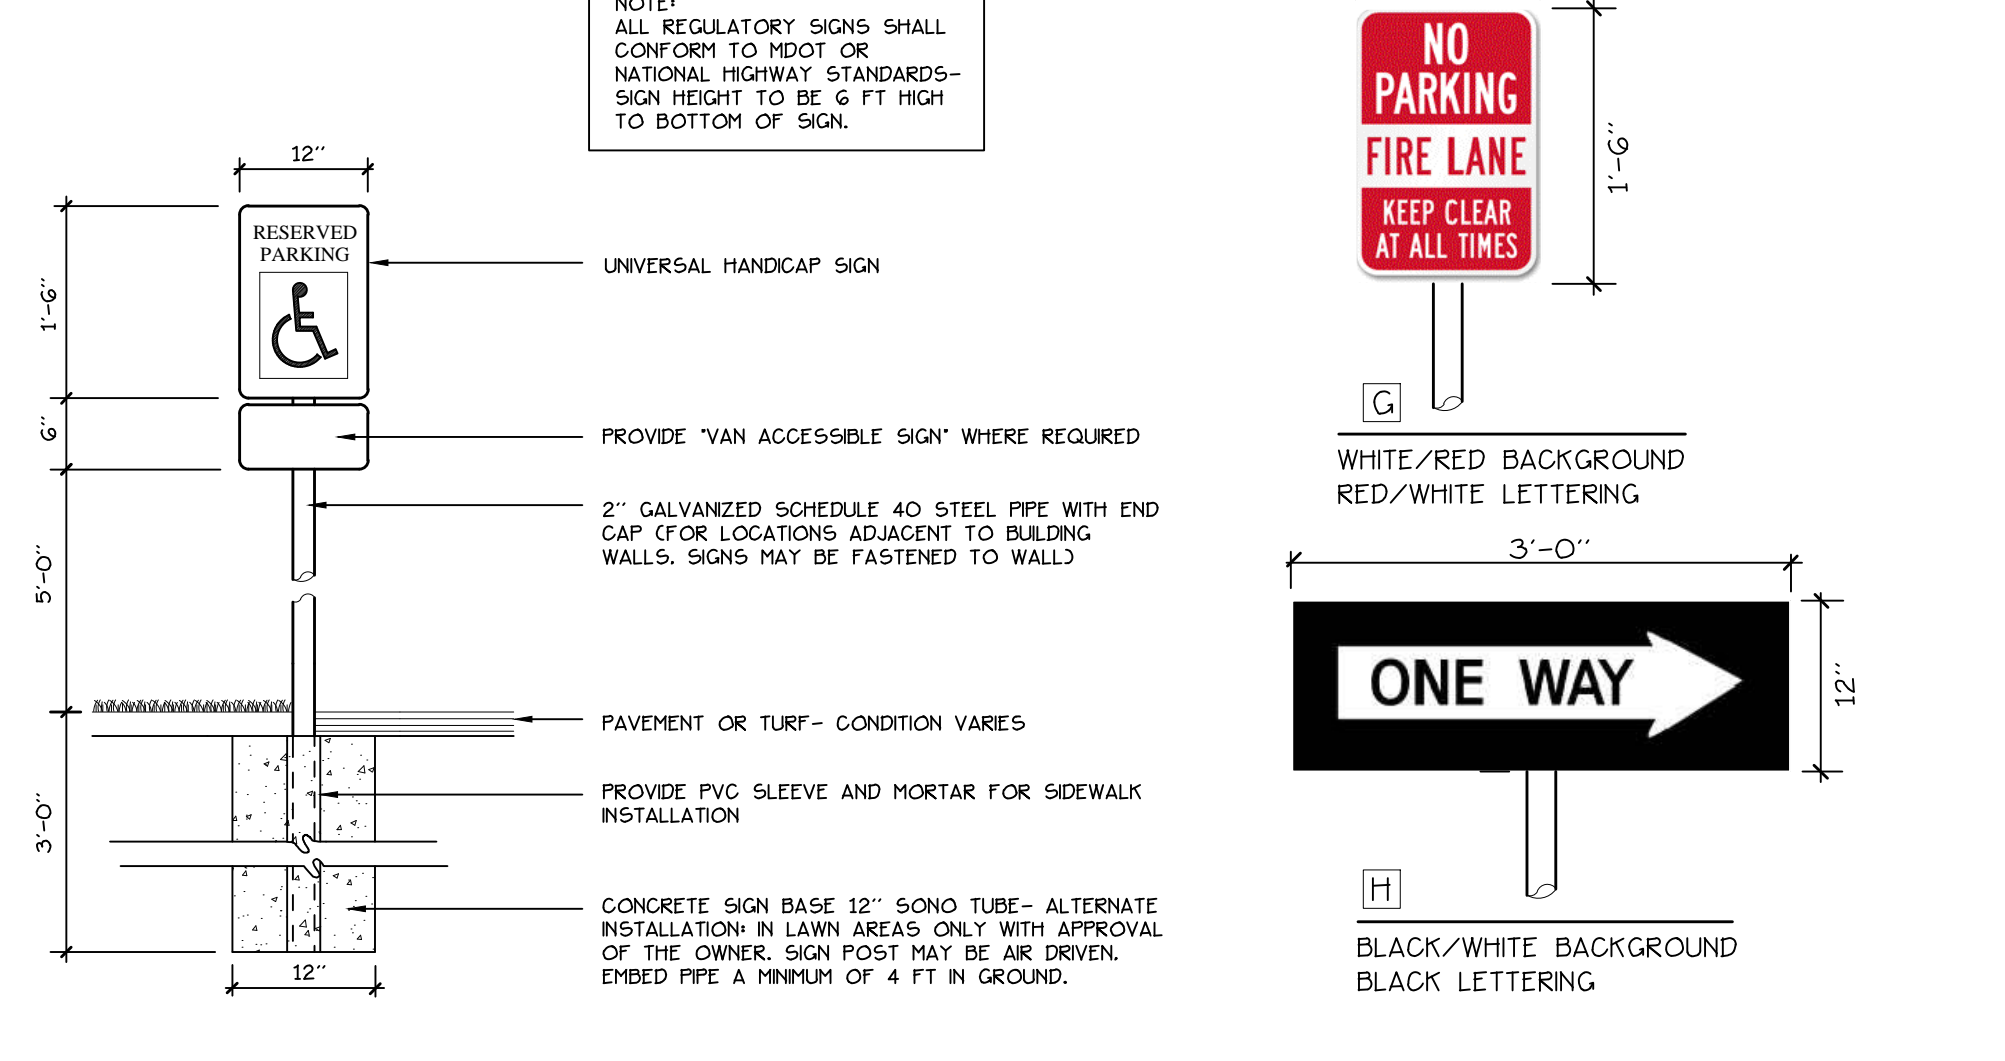 NOTE:
ALL REGULATORY SIGNS SHALL
CONFORM TO MDOT OR
NATIONAL HIGHWAY STANDARDS-
SIGN HEIGHT TO BE 6 FT HIGH
TO BOTTOM OF SIGN.
12''
RESERVED
PARKING
1'-6''
6''
5'-0''
3'-0''
12''
UNIVERSAL HANDICAP SIGN
PROVIDE "VAN ACCESSIBLE SIGN" WHERE REQUIRED
2'' GALVANIZED SCHEDULE 40 STEEL PIPE WITH END
CAP (FOR LOCATIONS ADJACENT TO BUILDING
WALLS. SIGNS MAY BE FASTENED TO WALL)
PAVEMENT OR TURF- CONDITION VARIES
PROVIDE PVC SLEEVE AND MORTAR FOR SIDEWALK
INSTALLATION
CONCRETE SIGN BASE 12'' SONO TUBE- ALTERNATE
INSTALLATION: IN LAWN AREAS ONLY WITH APPROVAL
OF THE OWNER. SIGN POST MAY BE AIR DRIVEN.
EMBED PIPE A MINIMUM OF 4 FT IN GROUND.
NO
PARKING
FIRE LANE
KEEP CLEAR
AT ALL TIMES
1'-6''
G
WHITE/RED BACKGROUND
RED/WHITE LETTERING
3'-0''
ONE WAY
12''
H
BLACK/WHITE BACKGROUND
BLACK LETTERING